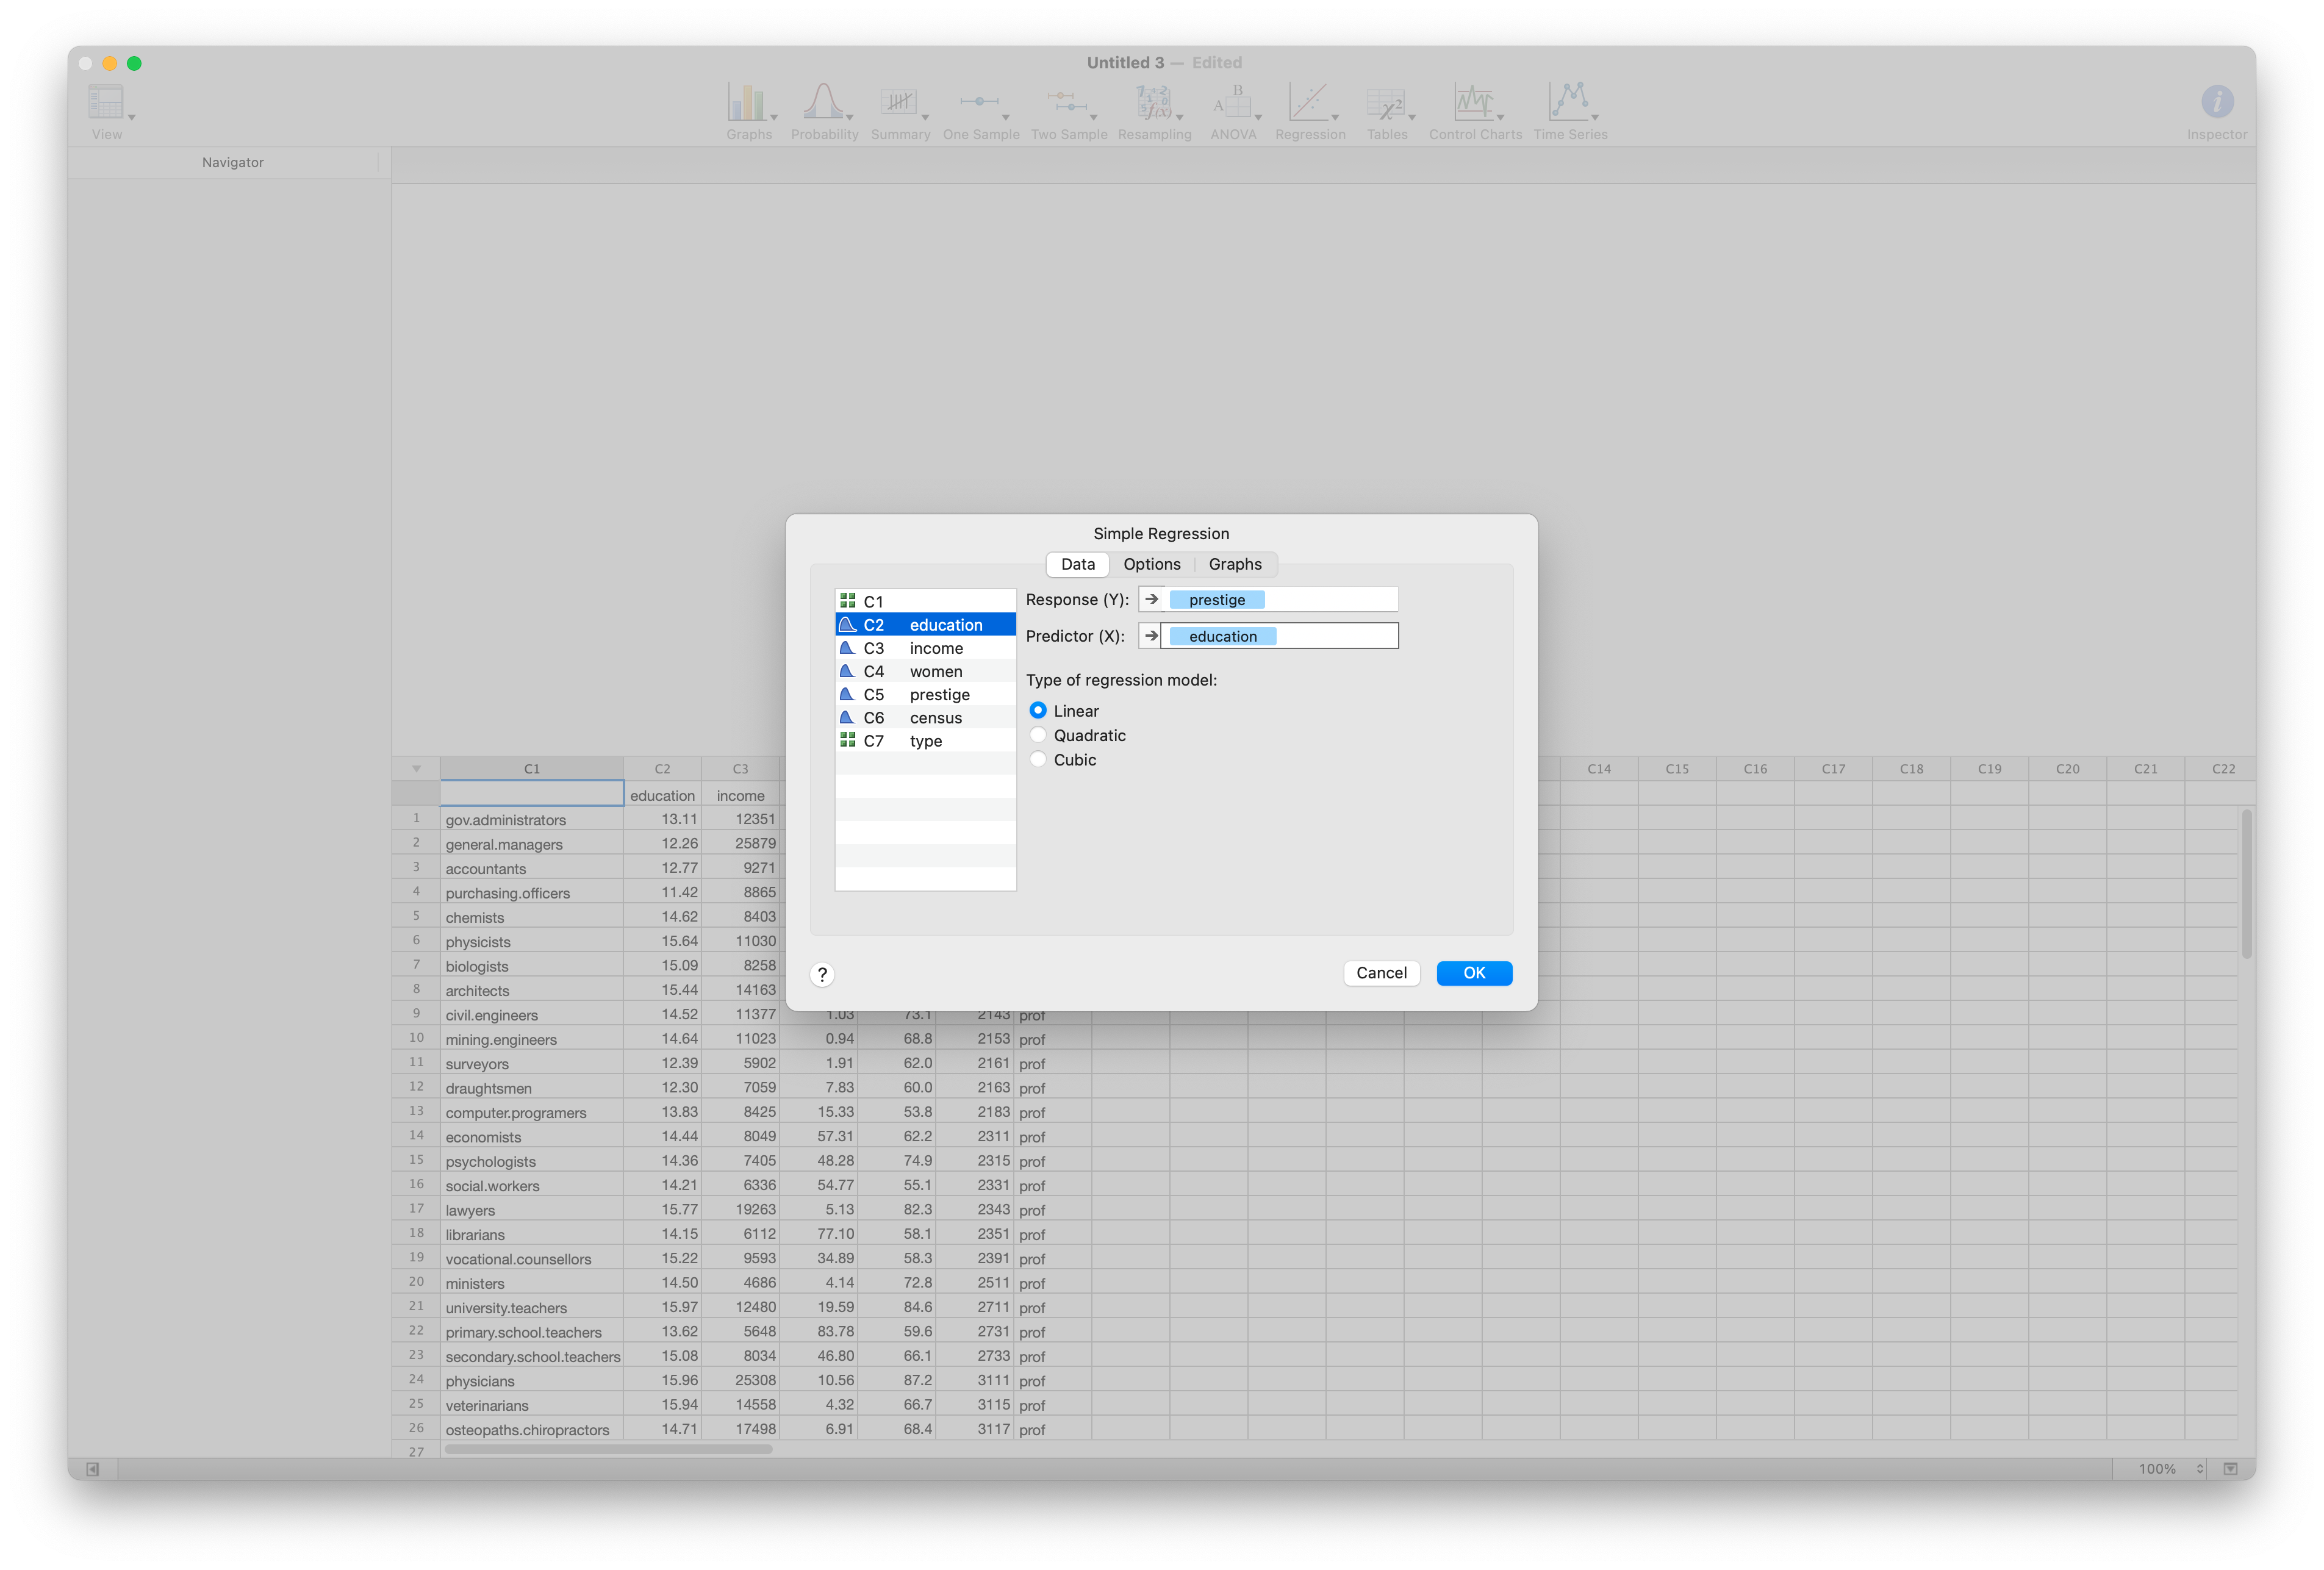 Untitled 3 — Edited
View
Graphs Probability Summary One Sample Two Sample Resampling ANOVA Regression Tables Control Charts Time Series
Inspector
Navigator
Simple Regression
Data Options Graphs
C1
C2 education
C3 income
C4 women
C5 prestige
C6 census
C7 type
Response (Y): prestige
Predictor (X): education
Type of regression model:
Linear
Quadratic
Cubic
? Cancel OK
C1 C2 C3 C14 C15 C16 C17 C18 C19 C20 C21 C22
education income
1 gov.administrators 13.11 12351
2 general.managers 12.26 25879
3 accountants 12.77 9271
4 purchasing.officers 11.42 8865
5 chemists 14.62 8403
6 physicists 15.64 11030
7 biologists 15.09 8258
8 architects 15.44 14163
9 civil.engineers 14.52 11377 1.03 73.1 2143 prof
10 mining.engineers 14.64 11023 0.94 68.8 2153 prof
11 surveyors 12.39 5902 1.91 62.0 2161 prof
12 draughtsmen 12.30 7059 7.83 60.0 2163 prof
13 computer.programers 13.83 8425 15.33 53.8 2183 prof
14 economists 14.44 8049 57.31 62.2 2311 prof
15 psychologists 14.36 7405 48.28 74.9 2315 prof
16 social.workers 14.21 6336 54.77 55.1 2331 prof
17 lawyers 15.77 19263 5.13 82.3 2343 prof
18 librarians 14.15 6112 77.10 58.1 2351 prof
19 vocational.counsellors 15.22 9593 34.89 58.3 2391 prof
20 ministers 14.50 4686 4.14 72.8 2511 prof
21 university.teachers 15.97 12480 19.59 84.6 2711 prof
22 primary.school.teachers 13.62 5648 83.78 59.6 2731 prof
23 secondary.school.teachers 15.08 8034 46.80 66.1 2733 prof
24 physicians 15.96 25308 10.56 87.2 3111 prof
25 veterinarians 15.94 14558 4.32 66.7 3115 prof
26 osteopaths.chiropractors 14.71 17498 6.91 68.4 3117 prof
27
100%